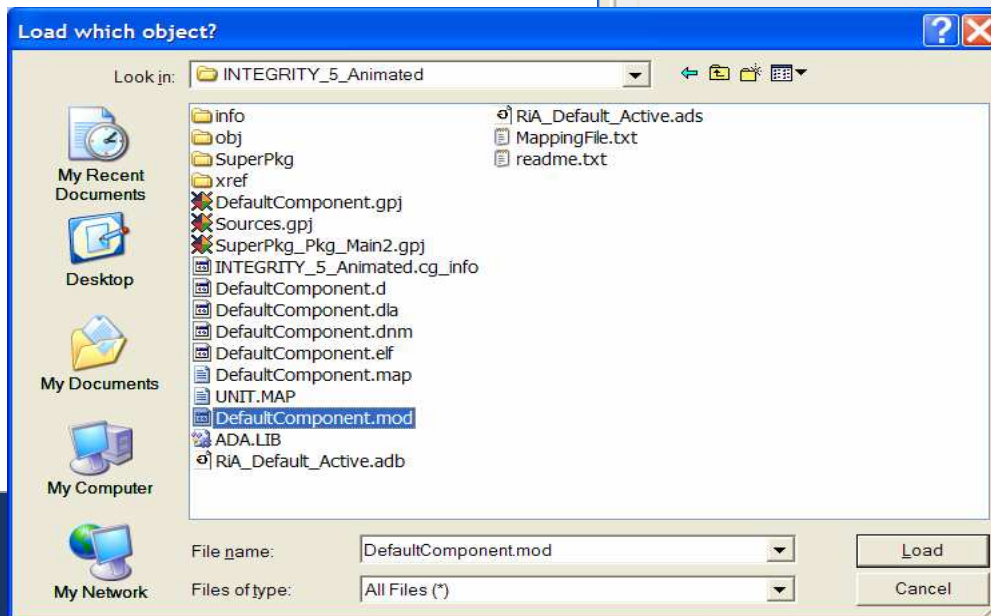 Load which object?
Look in:
INTEGRITY_5_Animated
My Recent
Documents
Desktop
My Documents
My Computer
My Network
info
obj
SuperPkg
xref
DefaultComponent.gpj
Sources.gpj
SuperPkg_Pkg_Main2.gpj
INTEGRITY_5_Animated.cg_info
DefaultComponent.d
DefaultComponent.dla
DefaultComponent.dnm
DefaultComponent.elf
DefaultComponent.map
UNIT.MAP
DefaultComponent.mod
ADA.LIB
RiA_Default_Active.adb
RiA_Default_Active.ads
MappingFile.txt
readme.txt
File name:
DefaultComponent.mod
Load
Files of type:
All Files (*)
Cancel